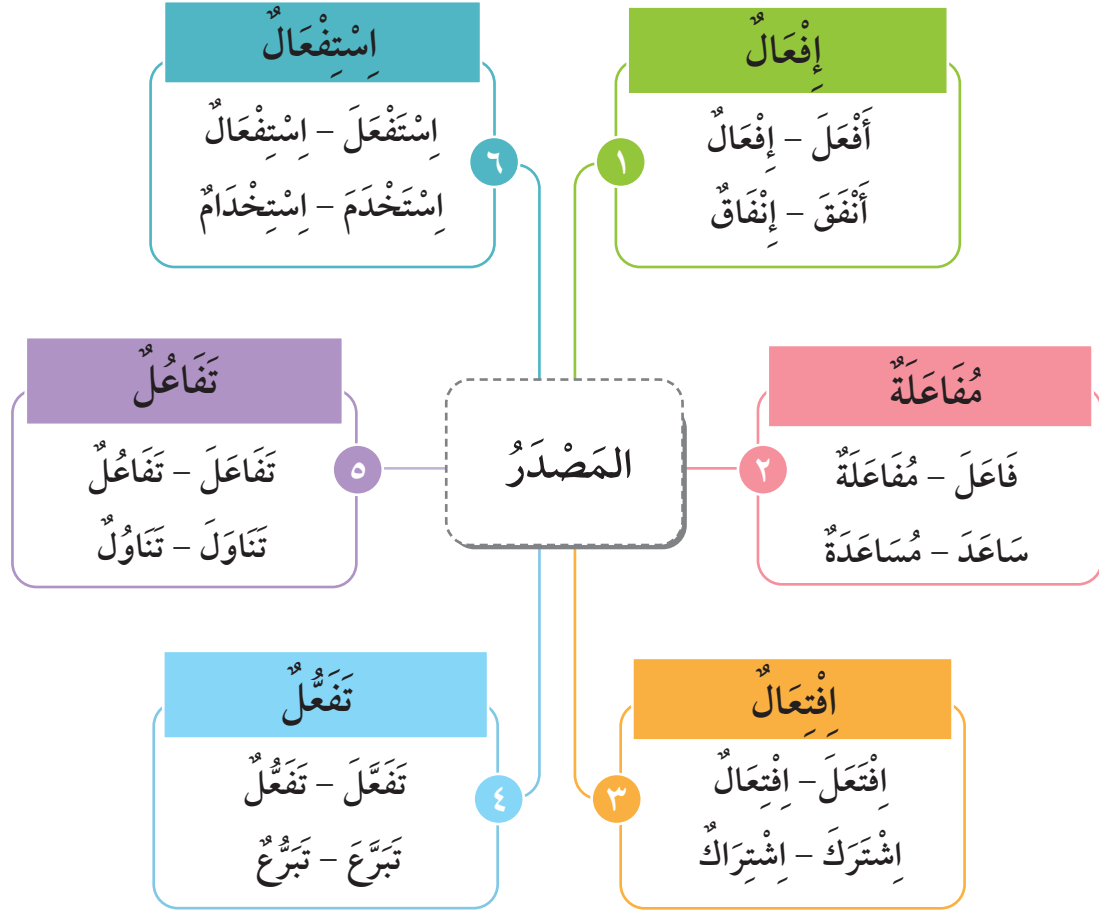 المَصْدَرُ
١
إِفْعَالٌ
أَفْعَلَ – إِفْعَالٌ
أَنْفَقَ – إِنْفَاقٌ
٢
مُفَاعَلَةٌ
فَاعَلَ – مُفَاعَلَةٌ
سَاعَدَ – مُسَاعَدَةٌ
٣
اِفْتِعَالٌ
اِفْتَعَلَ – اِفْتِعَالٌ
اِشْتَرَكَ – اِشْتِرَاكٌ
٤
تَفَعُّلٌ
تَفَعَّلَ – تَفَعُّلٌ
تَبَرَّعَ – تَبَرُّعٌ
٥
تَفَاعُلٌ
تَفَاعَلَ – تَفَاعُلٌ
تَنَاوَلَ – تَنَاوُلٌ
٦
اِسْتِفْعَالٌ
اِسْتَفْعَلَ – اِسْتِفْعَالٌ
اِسْتَخْدَمَ – اِسْتِخْدَامٌ